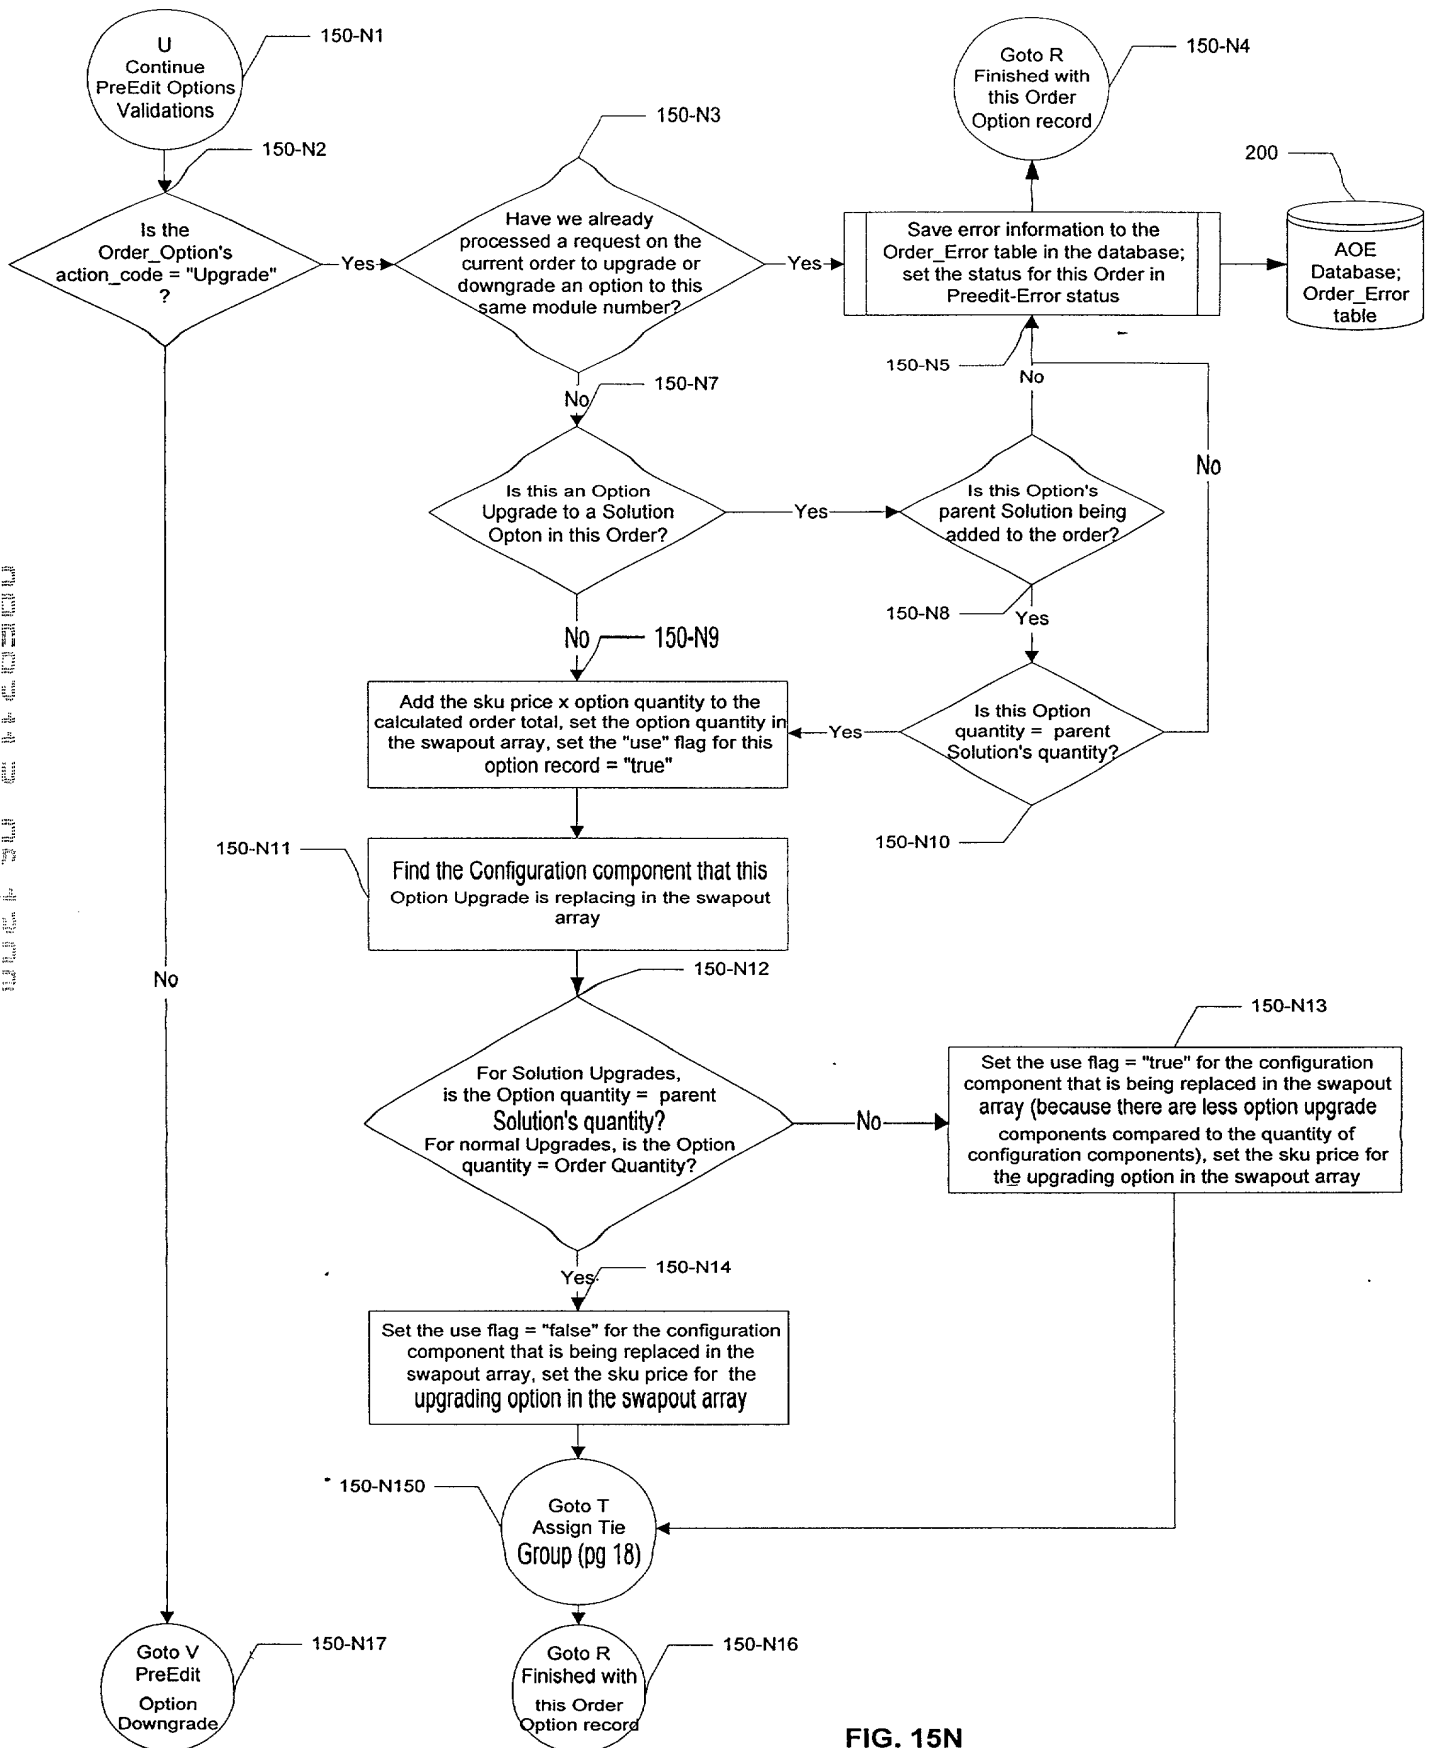 U
Continue
PreEdit Options
Validations
150-N1
150-N2
Is the
Order_Option's
action_code = "Upgrade"
?
Yes
150-N3
Have we already
processed a request on the
current order to upgrade or
downgrade an option to this
same module number?
Yes
Goto R
Finished with
this Order
Option record
150-N4
200
Save error information to the
Order_Error table in the database;
set the status for this Order in
Preedit-Error status
AOE
Database;
Order_Error
table
150-N5
No
No
150-N7
Is this an Option
Upgrade to a Solution
Opton in this Order?
Yes
Is this Option's
parent Solution being
added to the order?
No
150-N8
Yes
No
150-N9
Add the sku price x option quantity to the
calculated order total, set the option quantity in
the swapout array, set the "use" flag for this
option record = "true"
Yes
Is this Option
quantity = parent
Solution's quantity?
150-N10
150-N11
Find the Configuration component that this
Option Upgrade is replacing in the swapout
array
No
150-N12
For Solution Upgrades,
is the Option quantity = parent
Solution's quantity?
For normal Upgrades, is the Option
quantity = Order Quantity?
No
150-N13
Set the use flag = "true" for the configuration
component that is being replaced in the swapout
array (because there are less option upgrade
components compared to the quantity of
configuration components), set the sku price for
the upgrading option in the swapout array
Yes
150-N14
Set the use flag = "false" for the configuration
component that is being replaced in the
swapout array, set the sku price for the
upgrading option in the swapout array
150-N150
Goto T
Assign Tie
Group (pg 18)
Goto V
PreEdit
Option
Downgrade
150-N17
Goto R
Finished with
this Order
Option record
150-N16
FIG. 15N